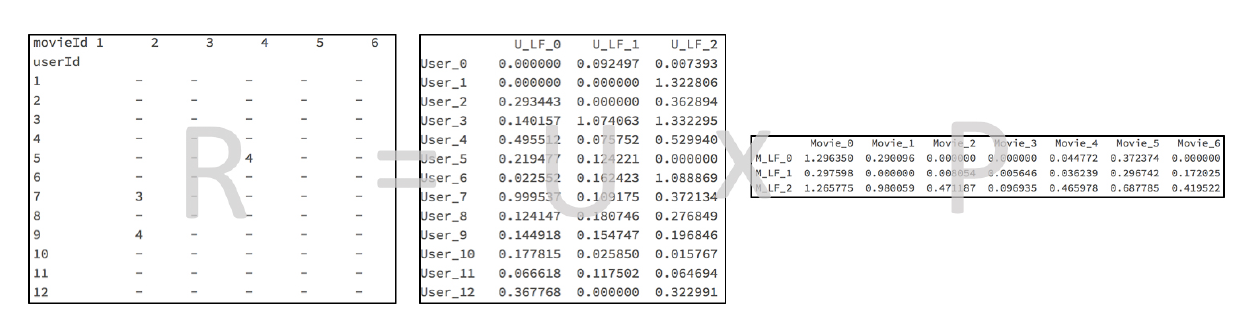 movieId 1 2 3 4 5 6
userId
1 – – – – –
2 – – – – –
3 – – – – –
4 – – – – –
5 – – 4 – –
6 – – – – –
7 3 – – – –
8 – – – – –
9 4 – – – –
10 – – – – –
11 – – – – –
12 – – – – –
R = U x P
U_LF_0 U_LF_1 U_LF_2
User_0 0.000000 0.092497 0.007393
User_1 0.000000 0.000000 1.322806
User_2 0.293443 0.000000 0.362894
User_3 0.140157 1.074063 1.332295
User_4 0.495512 0.075752 0.529940
User_5 0.219477 0.124221 0.000000
User_6 0.022552 0.162423 1.088869
User_7 0.999537 0.109175 0.372134
User_8 0.124147 0.180746 0.276849
User_9 0.144918 0.154747 0.196846
User_10 0.177815 0.025850 0.015767
User_11 0.066618 0.117502 0.064694
User_12 0.367768 0.000000 0.322991
Movie_0 Movie_1 Movie_2 Movie_3 Movie_4 Movie_5 Movie_6
M_LF_0 1.296350 0.290096 0.000000 0.000000 0.044772 0.372374 0.000000
M_LF_1 0.297598 0.000000 0.008054 0.005646 0.036239 0.296742 0.172025
M_LF_2 1.265775 0.980059 0.471187 0.096935 0.465978 0.687785 0.419522